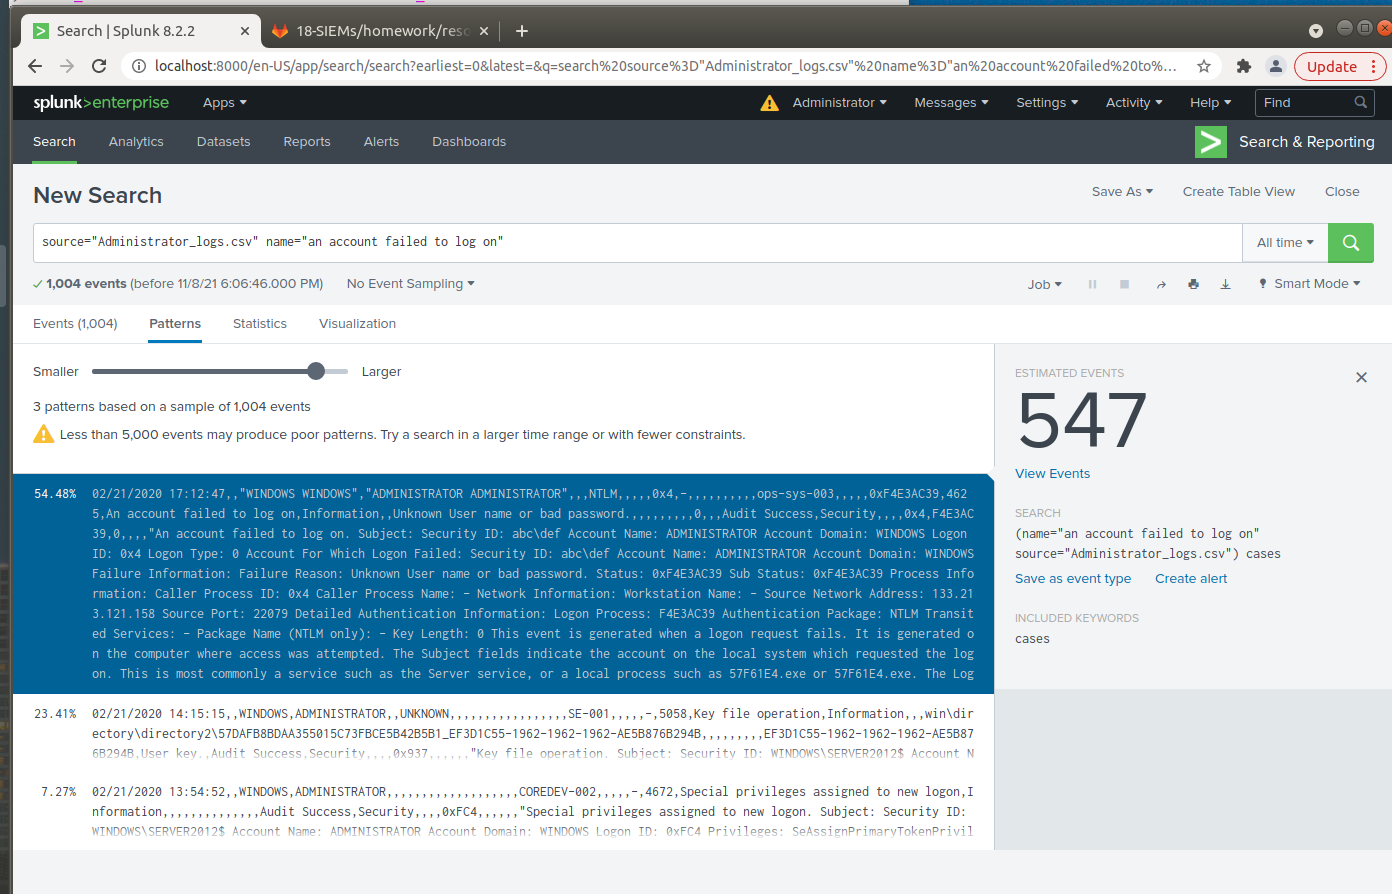 Search | Splunk 8.2.2
18-SIEMs/homework/reso
localhost:8000/en-US/app/search/search?earliest=0&latest=&q=search%20source%3D"Administrator_logs.csv"%20name%3D"an%20account%20failed%20to%...
Update
splunk>enterprise Apps Administrator Messages Settings Activity Help Find
Search Analytics Datasets Reports Alerts Dashboards Search & Reporting
New Search
Save As Create Table View Close
source="Administrator_logs.csv" name="an account failed to log on"
All time
1,004 events (before 11/8/21 6:06:46.000 PM) No Event Sampling
Job Smart Mode
Events (1,004) Patterns Statistics Visualization
Smaller Larger
3 patterns based on a sample of 1,004 events
Less than 5,000 events may produce poor patterns. Try a search in a larger time range or with fewer constraints.
54.48% 02/21/2020 17:12:47,,"WINDOWS WINDOWS","ADMINISTRATOR ADMINISTRATOR",,,NTLM,,,,,0x4,-,,,,,,,,,,ops-sys-003,,,,,0xF4E3AC39,462
5,An account failed to log on,Information,,Unknown User name or bad password.,,,,,,,,,,0,,,Audit Success,Security,,,,0x4,F4E3AC
39,0,,,,"An account failed to log on. Subject: Security ID: abc\def Account Name: ADMINISTRATOR Account Domain: WINDOWS Logon
ID: 0x4 Logon Type: 0 Account For Which Logon Failed: Security ID: abc\def Account Name: ADMINISTRATOR Account Domain: WINDOWS
Failure Information: Failure Reason: Unknown User name or bad password. Status: 0xF4E3AC39 Sub Status: 0xF4E3AC39 Process Info
rmation: Caller Process ID: 0x4 Caller Process Name: - Network Information: Workstation Name: - Source Network Address: 133.21
3.121.158 Source Port: 22079 Detailed Authentication Information: Logon Process: F4E3AC39 Authentication Package: NTLM Transit
ed Services: - Package Name (NTLM only): - Key Length: 0 This event is generated when a logon request fails. It is generated o
n the computer where access was attempted. The Subject fields indicate the account on the local system which requested the log
on. This is most commonly a service such as the Server service, or a local process such as 57F61E4.exe or 57F61E4.exe. The Log
23.41% 02/21/2020 14:15:15,,WINDOWS,ADMINISTRATOR,,UNKNOWN,,,,,,,,,,,,,,,,,SE-001,,,,,-,5058,Key file operation,Information,,,win\dir
ectory\directory2\57DAFB8BDAA355015C73FBCE5B42B5B1_EF3D1C55-1962-1962-1962-AE5B876B294B,,,,,,,,,EF3D1C55-1962-1962-1962-AE5B87
6B294B,User key.,Audit Success,Security,,,,0x937,,,,,,"Key file operation. Subject: Security ID: WINDOWS\SERVER2012$ Account N
7.27% 02/21/2020 13:54:52,,WINDOWS,ADMINISTRATOR,,,,,,,,,,,,,,,,,,,COREDEV-002,,,,,-,4672,Special privileges assigned to new logon,I
nformation,,,,,,,,,,,,,,Audit Success,Security,,,,0xFC4,,,,,,"Special privileges assigned to new logon. Subject: Security ID:
WINDOWS\SERVER2012$ Account Name: ADMINISTRATOR Account Domain: WINDOWS Logon ID: 0xFC4 Privileges: SeAssignPrimaryTokenPrivil
ESTIMATED EVENTS
547
View Events
SEARCH
(name="an account failed to log on"
source="Administrator_logs.csv") cases
Save as event type Create alert
INCLUDED KEYWORDS
cases